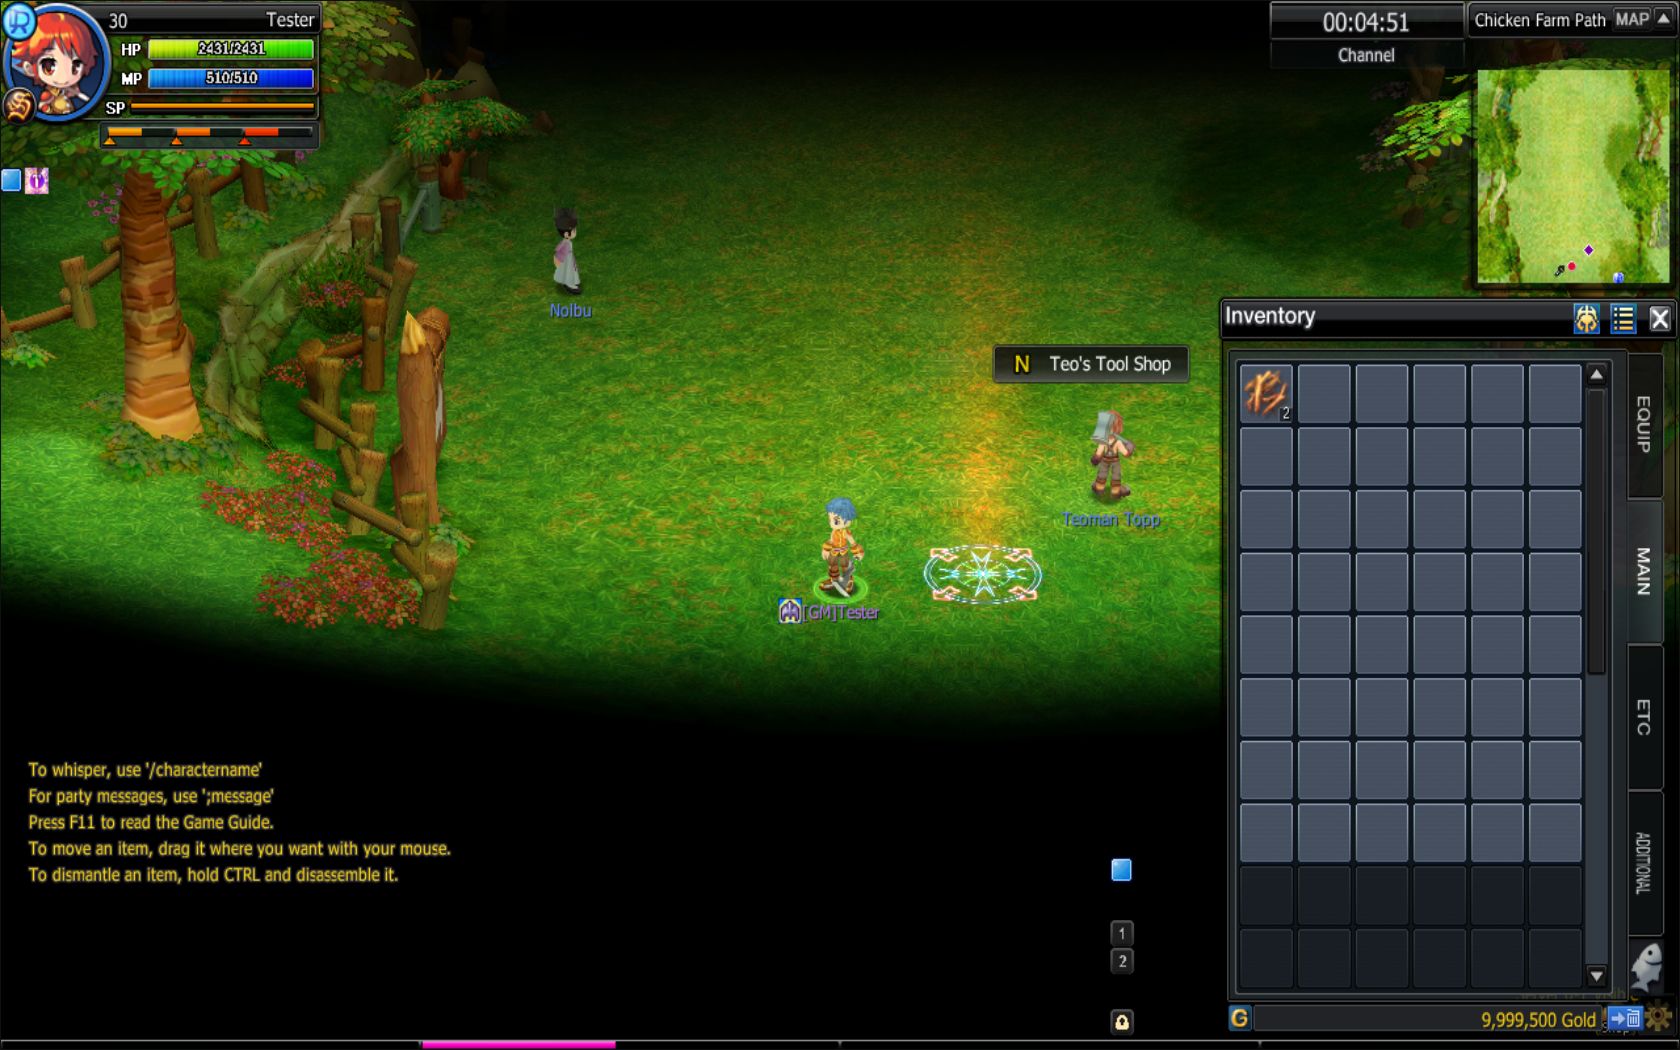 30 Tester
HP 2431/2431
MP 510/510
SP
00:04:51
Channel
Chicken Farm Path MAP
Nolbu
N Teo's Tool Shop
Teoman Topp
[GM]Tester
Inventory
2
EQUIP
MAIN
ETC
ADDITIONAL
To whisper, use '/charactername'
For party messages, use ';message'
Press F11 to read the Game Guide.
To move an item, drag it where you want with your mouse.
To dismantle an item, hold CTRL and disassemble it.
1
2
G 9,999,500 Gold